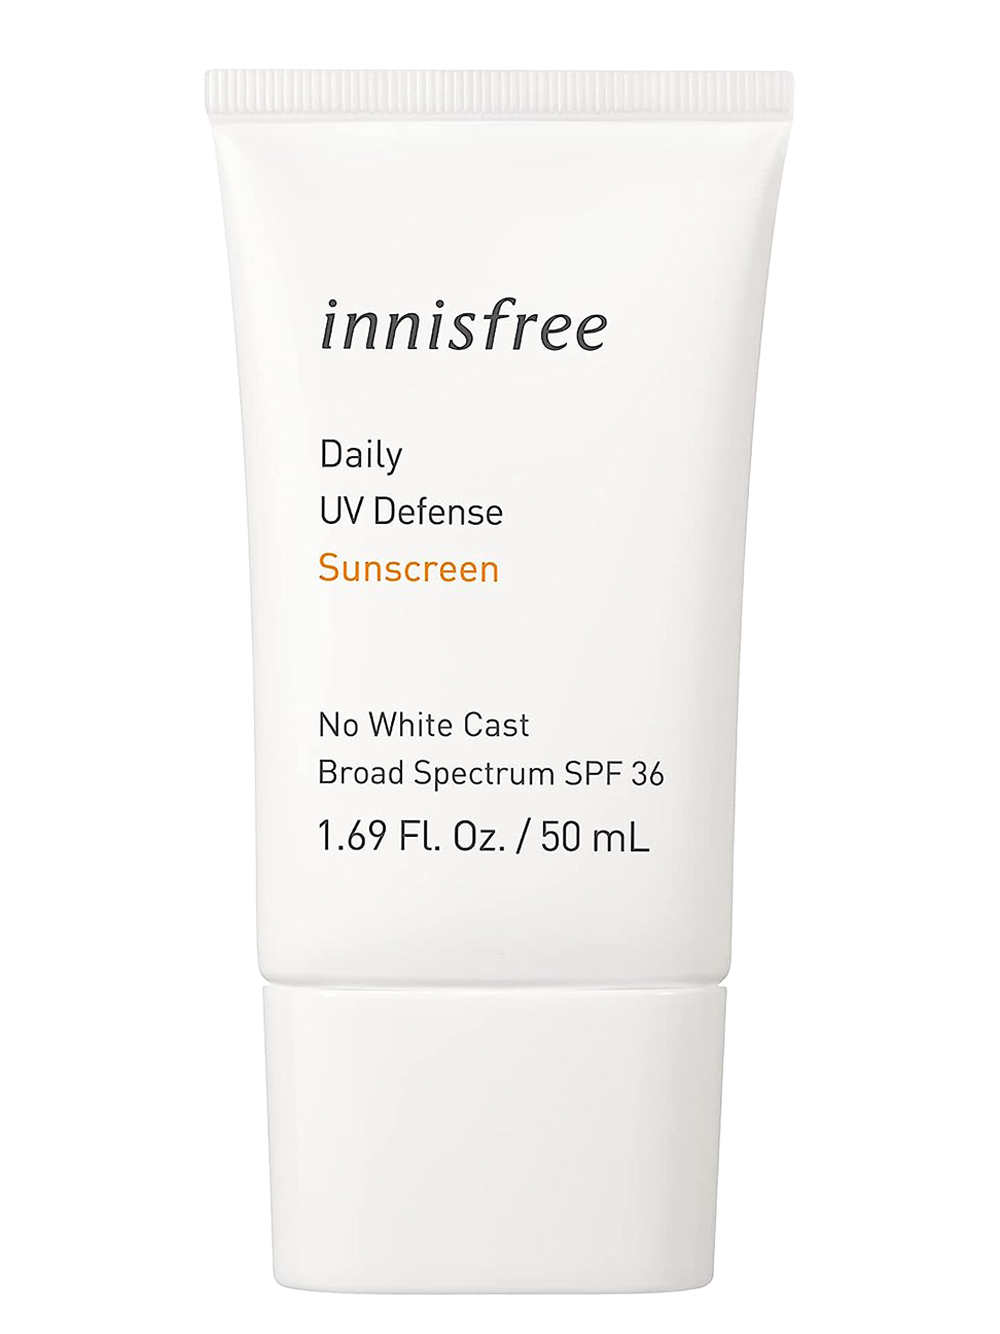 innisfree
Daily
UV Defense
Sunscreen
No White Cast
Broad Spectrum SPF 36
1.69 Fl. Oz. / 50 mL